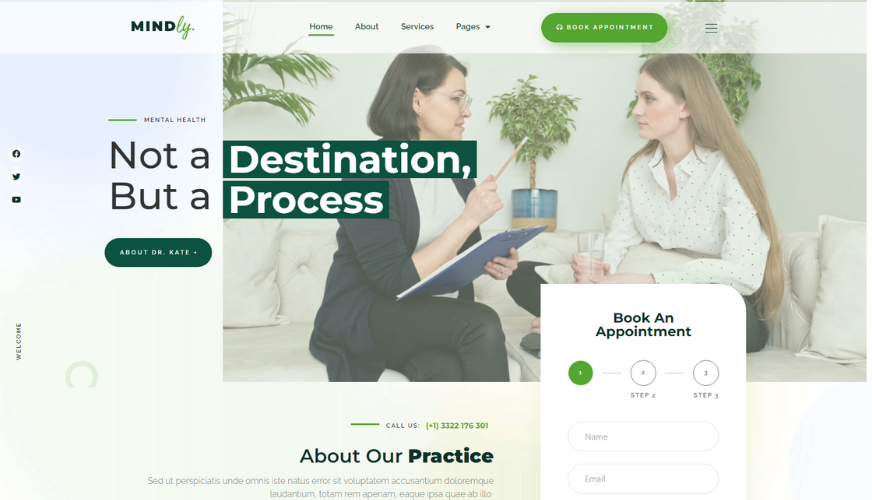 MINDly.
Home About Services Pages
BOOK APPOINTMENT
MENTAL HEALTH
Not a Destination,
But a Process
ABOUT DR. KATE +
WELCOME
Book An
Appointment
1 2 3
STEP 2 STEP 3
Name
Email
CALL US: (+1) 3322 176 301
About Our Practice
Sed ut perspiciatis unde omnis iste natus error sit voluptatem accusantium doloremque
laudantium, totam rem aperiam, eaque ipsa quae ab illo